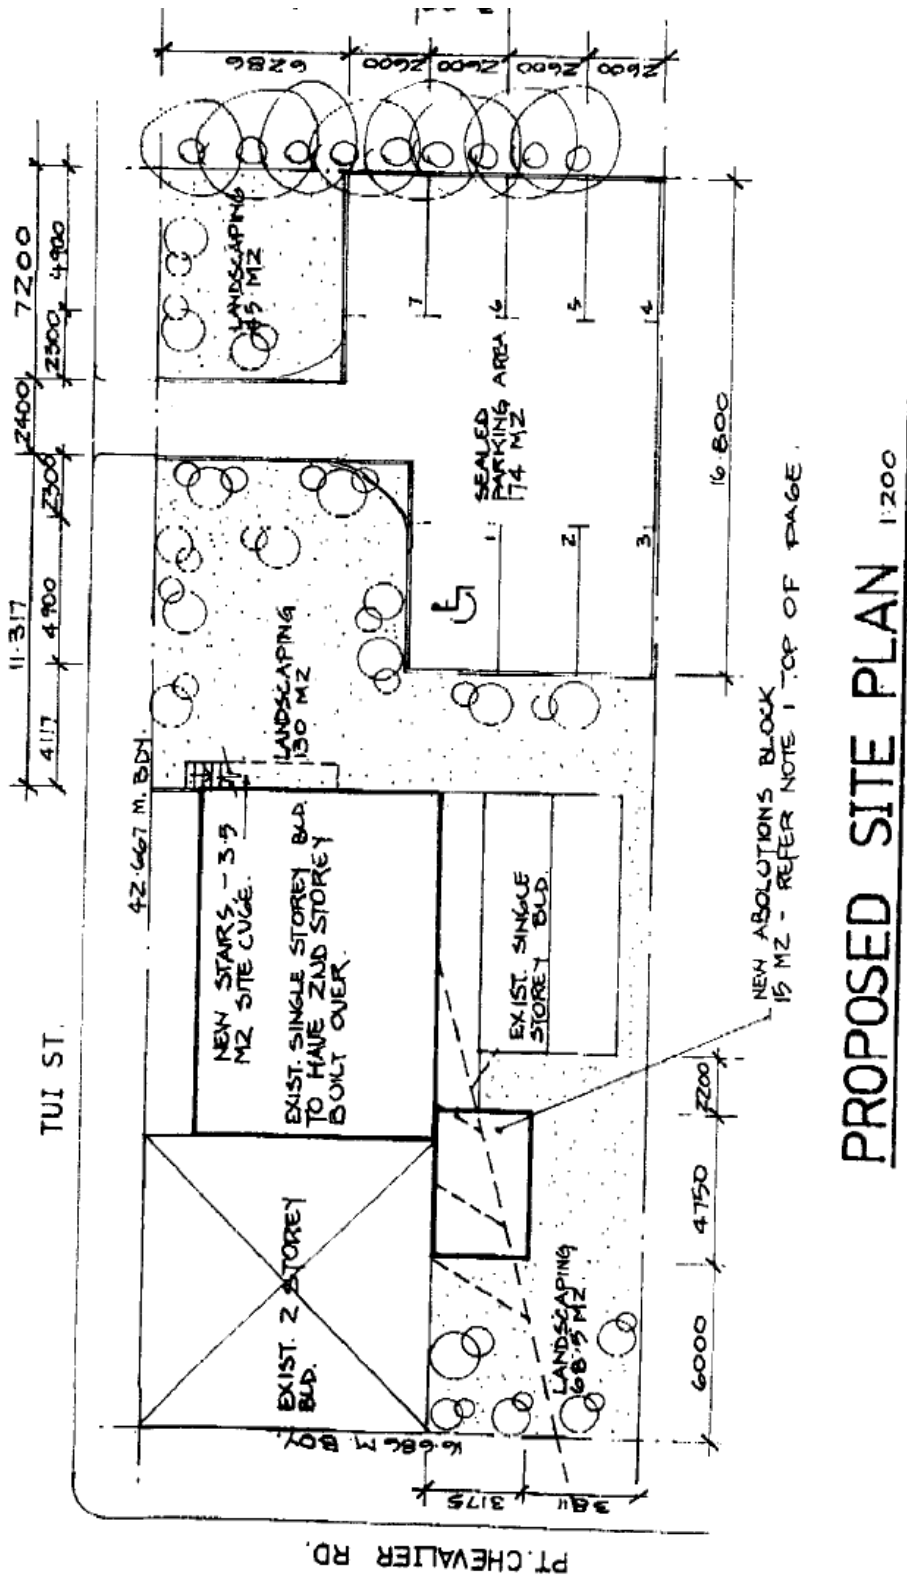 TUI ST.
11·317
7200
4117
4900
2300
2400
2300
4900
42·667 M. BDY.
6286
2600
2600
2600
2600
LANDSCAPING
M2
LANDSCAPING
130 M2
SEALED
PARKING AREA
174 M2
1
2
3
4
5
6
7
NEW STAIRS - 3·5
M2 SITE CVGE.
EXIST. SINGLE STOREY BLD.
TO HAVE 2ND STOREY
BUILT OVER.
EXIST. SINGLE
STOREY BLD.
EXIST. 2 STOREY
BLD.
LANDSCAPING
68·5 M2
16·686 M BDY.
3175
3811
6000
4750
2200
16·800
NEW ABOLUTIONS BLOCK
15 M2 - REFER NOTE 1 TOP OF PAGE.
PT. CHEVALIER RD.
PROPOSED SITE PLAN 1:200